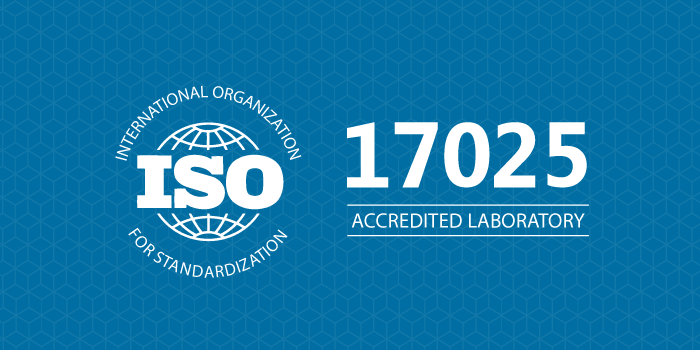 INTERNATIONAL ORGANIZATION
ISO
FOR STANDARDIZATION
17025
ACCREDITED LABORATORY